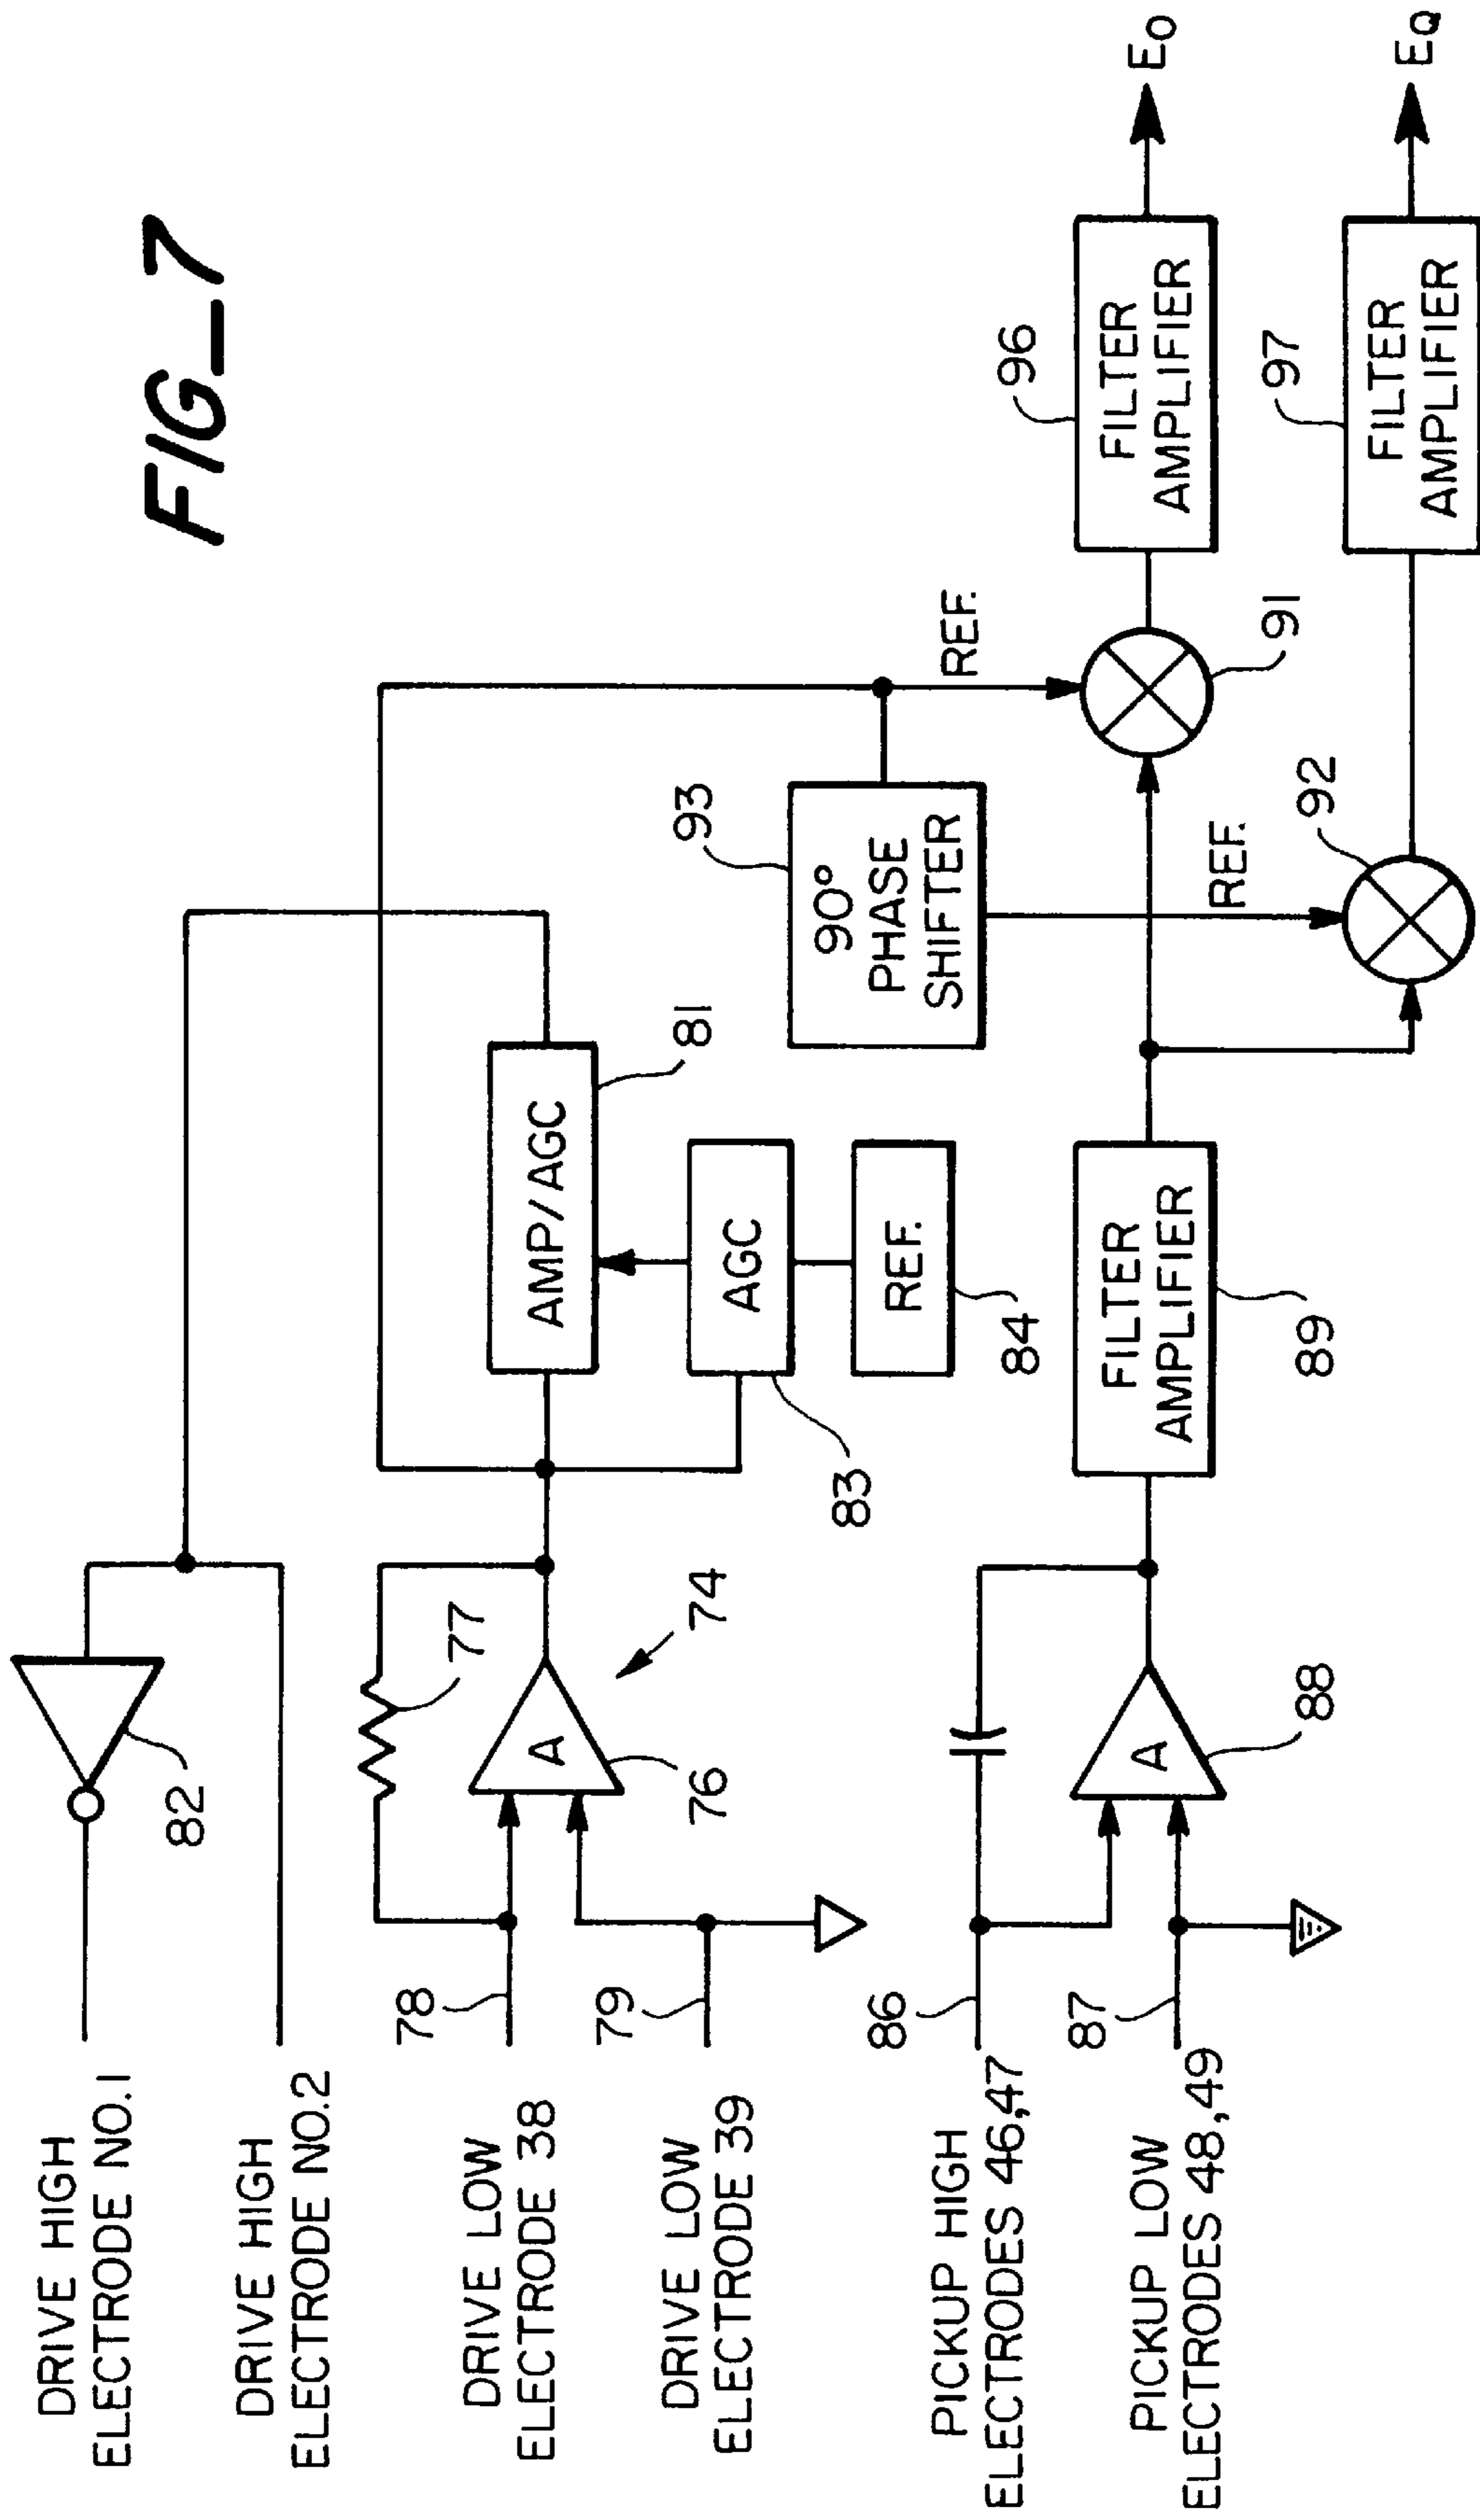 FIG_7
DRIVE HIGH
ELECTRODE NO.1
82
DRIVE HIGH
ELECTRODE NO.2
77
DRIVE LOW
ELECTRODE 38
78
A
76
74
AMP/AGC
81
DRIVE LOW
ELECTRODE 39
79
AGC
83
REF.
84
90°
PHASE
SHIFTER
93
REF.
PICKUP HIGH
ELECTRODES 46,47
86
A
88
FILTER
AMPLIFIER
89
91
FILTER
AMPLIFIER
96
EO
PICKUP LOW
ELECTRODES 48,49
87
REF.
92
FILTER
AMPLIFIER
97
EQ